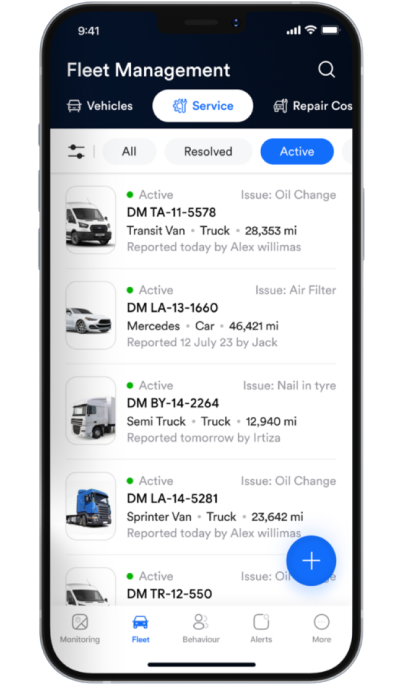 9:41
Fleet Management
Vehicles Service Repair Cos
All Resolved Active
Active Issue: Oil Change
DM TA-11-5578
Transit Van • Truck • 28,353 mi
Reported today by Alex willimas
Active Issue: Air Filter
DM LA-13-1660
Mercedes • Car • 46,421 mi
Reported 12 July 23 by Jack
Active Issue: Nail in tyre
DM BY-14-2264
Semi Truck • Truck • 12,940 mi
Reported tomorrow by Irtiza
Active Issue: Oil Change
DM LA-14-5281
Sprinter Van • Truck • 23,642 mi
Reported today by Alex willimas
Active Issue: Oil
DM TR-12-550
Monitoring Fleet Behaviour Alerts More